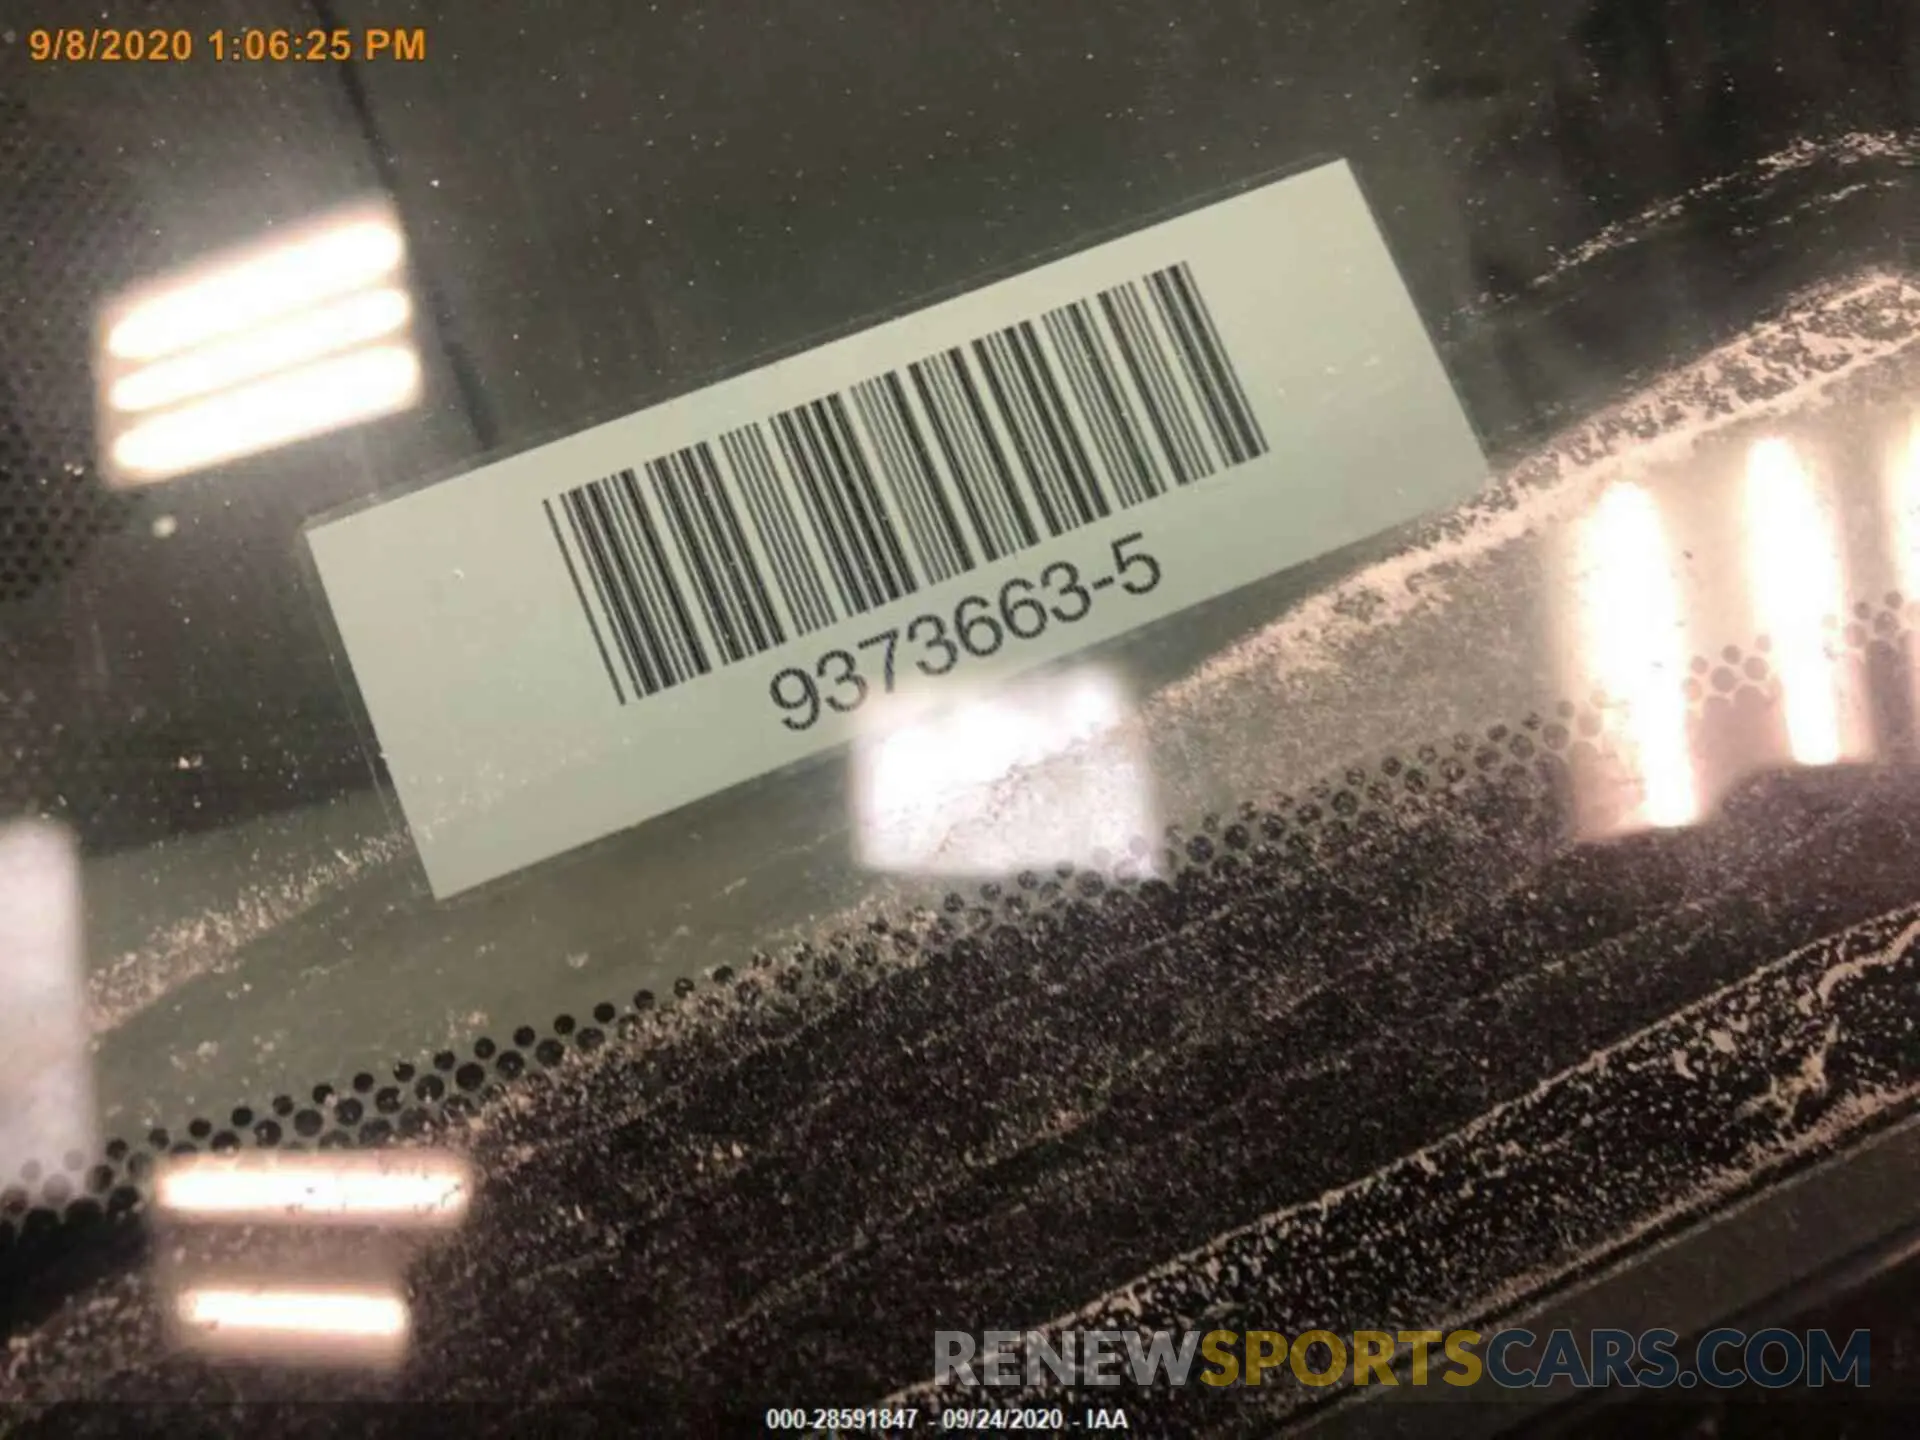 9/8/2020 1:06:25 PM
9373663-5
RENEWSPORTSCARS.COM
000-28591847 - 09/24/2020 - IAA